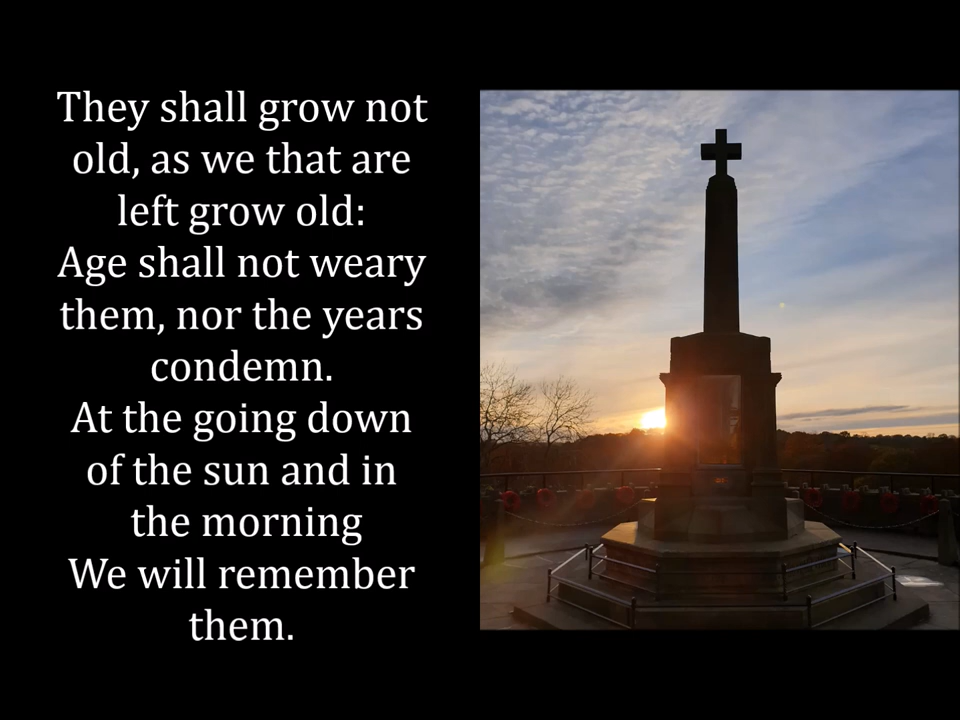 They shall grow not
old, as we that are
left grow old:
Age shall not weary
them, nor the years
condemn.
At the going down
of the sun and in
the morning
We will remember
them.